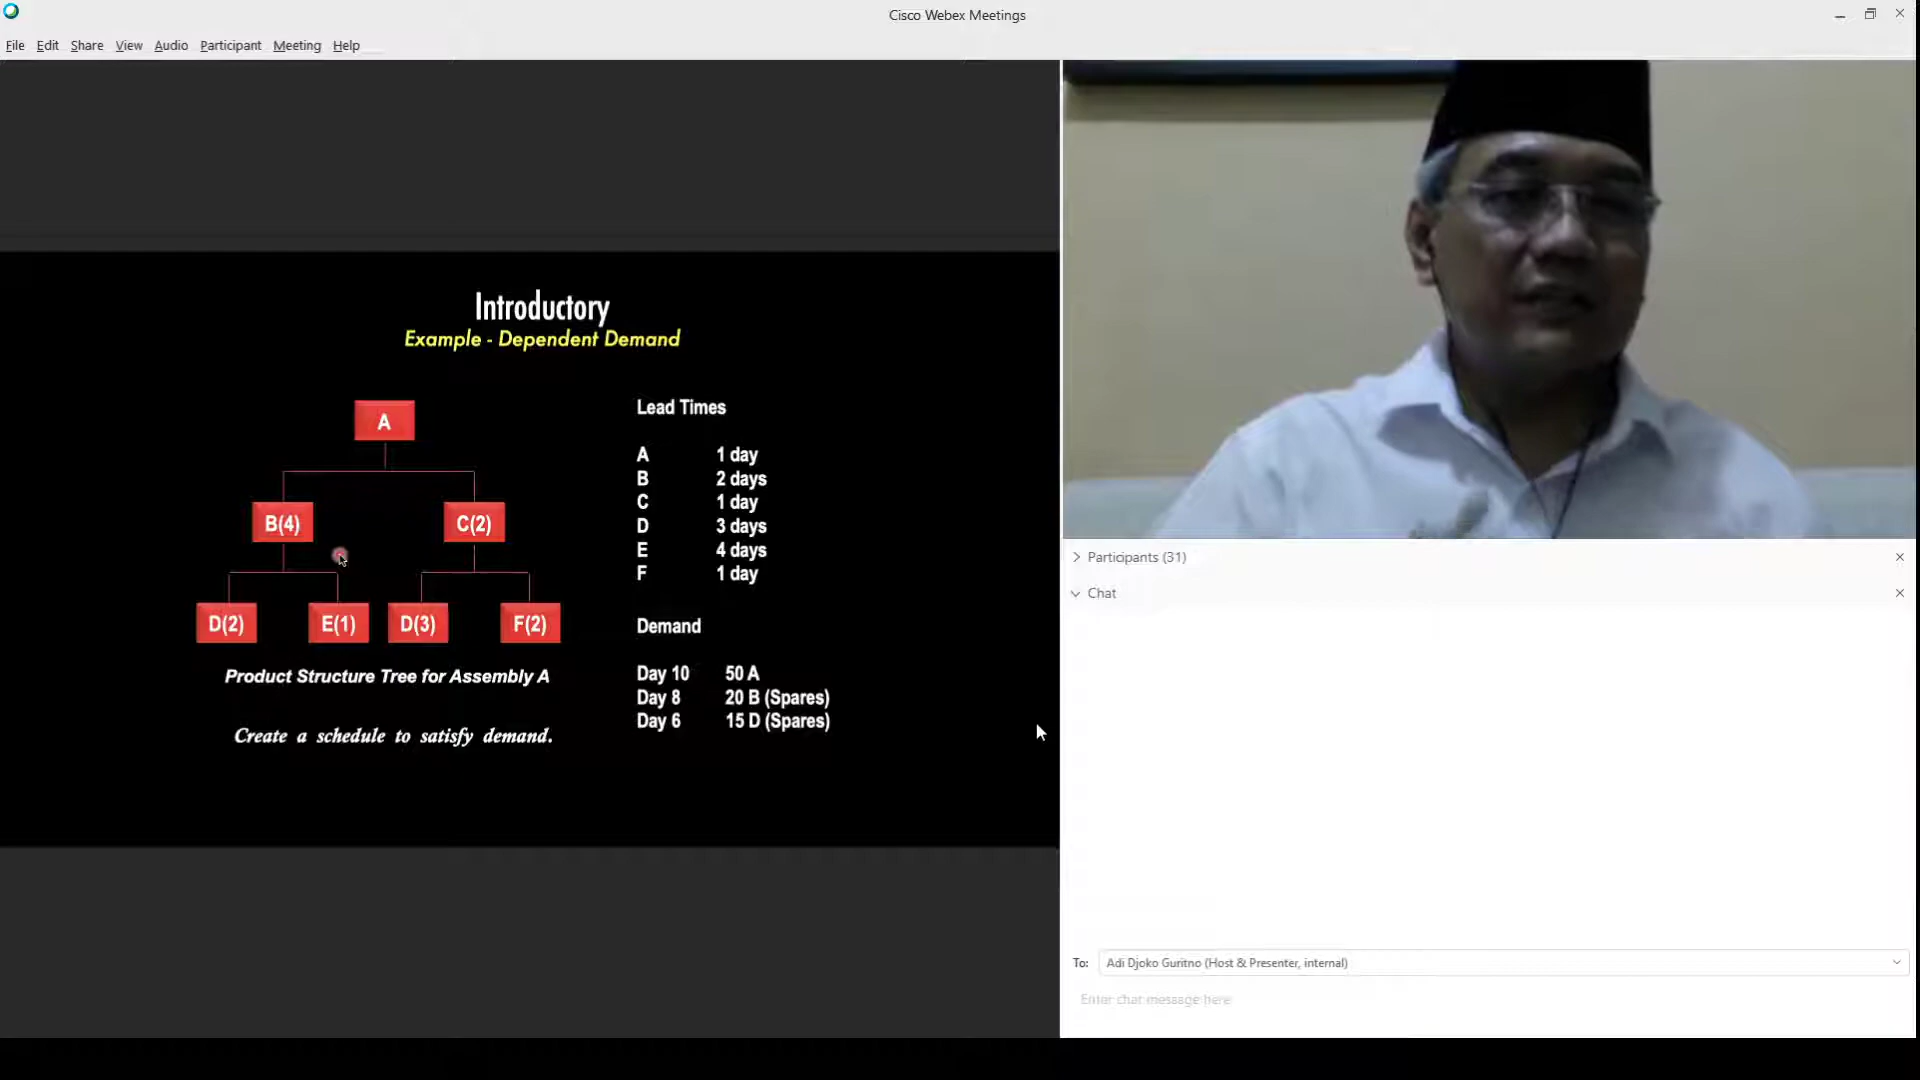 Cisco Webex Meetings
File Edit Share View Audio Participant Meeting Help
Introductory
Example - Dependent Demand
A
B(4) C(2)
D(2) E(1) D(3) F(2)
Product Structure Tree for Assembly A
Create a schedule to satisfy demand.
Lead Times
A 1 day
B 2 days
C 1 day
D 3 days
E 4 days
F 1 day
Demand
Day 10 50 A
Day 8 20 B (Spares)
Day 6 15 D (Spares)
Participants (31)
Chat
To: Adi Djoko Guritno (Host & Presenter, internal)
Enter chat message here